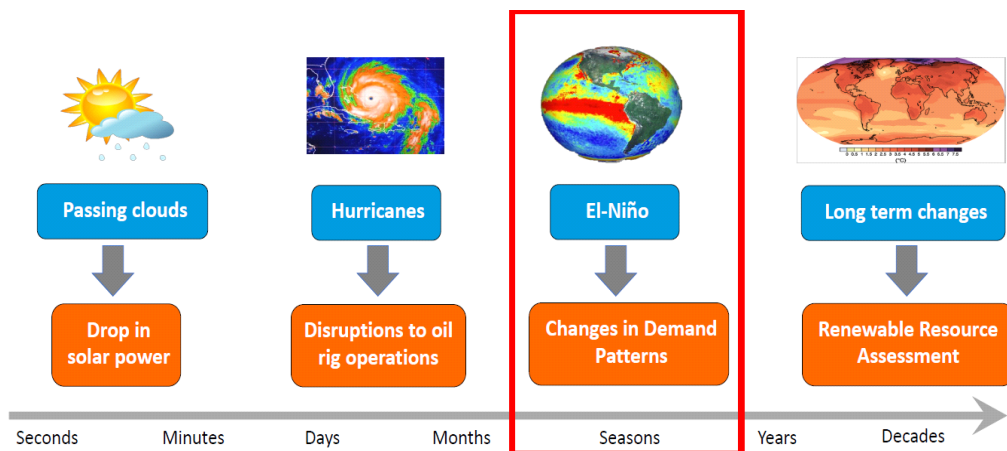 Passing clouds
Hurricanes
El-Niño
Long term changes
Drop in
solar power
Disruptions to oil
rig operations
Changes in Demand
Patterns
Renewable Resource
Assessment
Seconds
Minutes
Days
Months
Seasons
Years
Decades
(°C)